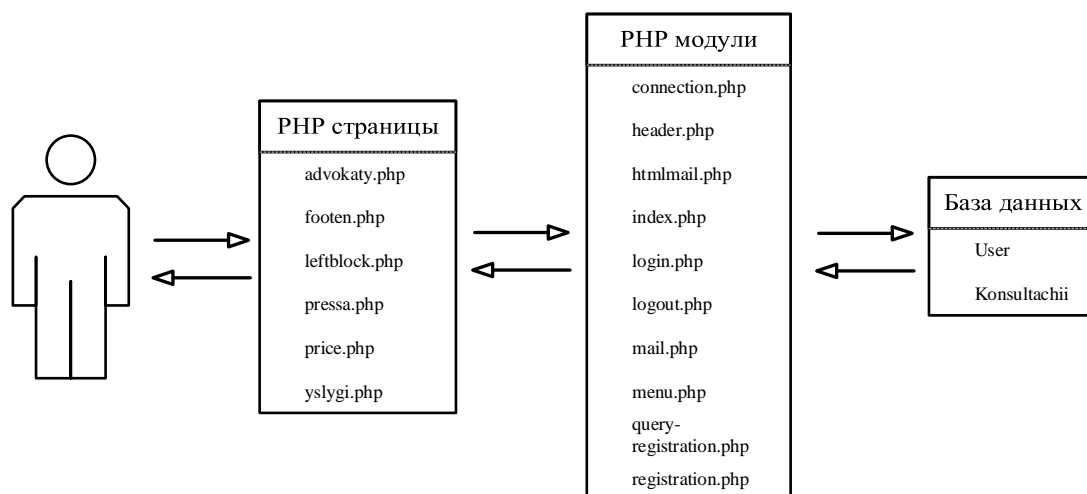 PHP страницы
advokaty.php
footen.php
leftblock.php
pressa.php
price.php
yslygi.php
PHP модули
connection.php
header.php
htmlmail.php
index.php
login.php
logout.php
mail.php
menu.php
query-
registration.php
registration.php
База данных
User
Konsultachii